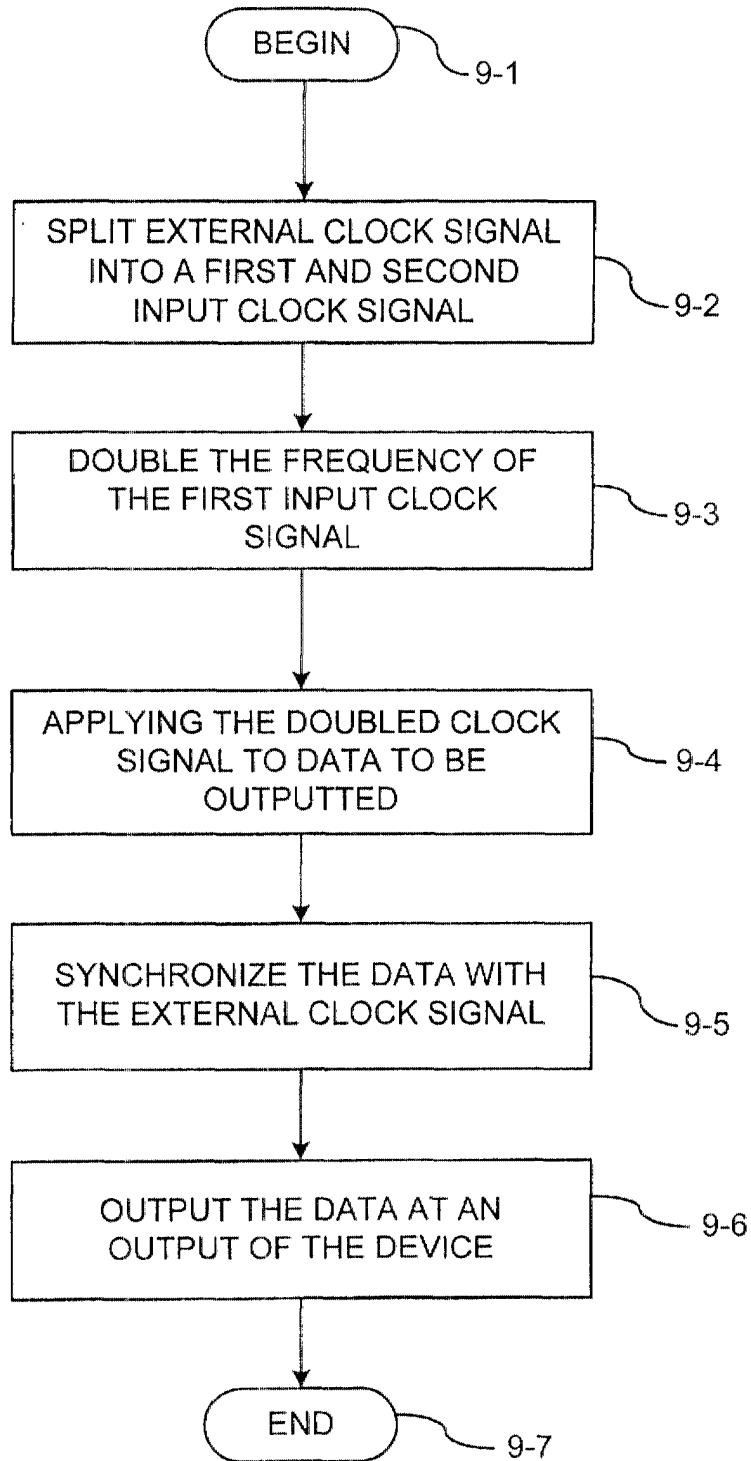 BEGIN
9-1
SPLIT EXTERNAL CLOCK SIGNAL
INTO A FIRST AND SECOND
INPUT CLOCK SIGNAL
9-2
DOUBLE THE FREQUENCY OF
THE FIRST INPUT CLOCK
SIGNAL
9-3
APPLYING THE DOUBLED CLOCK
SIGNAL TO DATA TO BE
OUTPUTTED
9-4
SYNCHRONIZE THE DATA WITH
THE EXTERNAL CLOCK SIGNAL
9-5
OUTPUT THE DATA AT AN
OUTPUT OF THE DEVICE
9-6
END
9-7